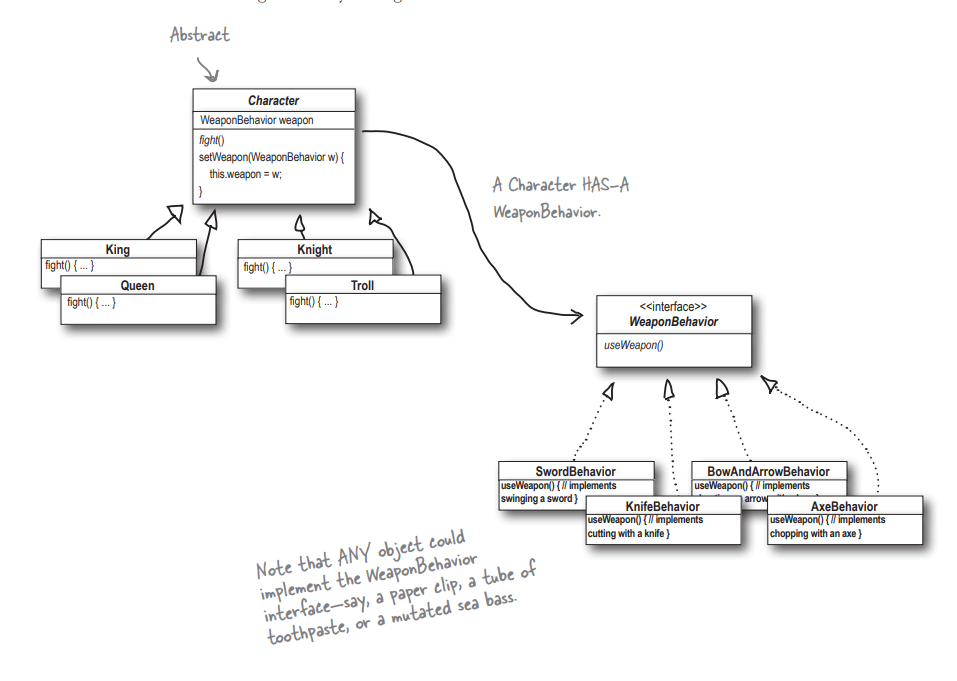 Abstract
Character
WeaponBehavior weapon
fight()
setWeapon(WeaponBehavior w) {
this.weapon = w;
}
A Character HAS-A
WeaponBehavior.
King
fight() { ... }
Queen
fight() { ... }
Knight
fight() { ... }
Troll
fight() { ... }
<<interface>>
WeaponBehavior
useWeapon()
SwordBehavior
useWeapon() { // implements
swinging a sword }
BowAndArrowBehavior
useWeapon() { // implements
KnifeBehavior
useWeapon() { // implements
cutting with a knife }
AxeBehavior
useWeapon() { // implements
chopping with an axe }
Note that ANY object could
implement the WeaponBehavior
interface—say, a paper clip, a tube of
toothpaste, or a mutated sea bass.